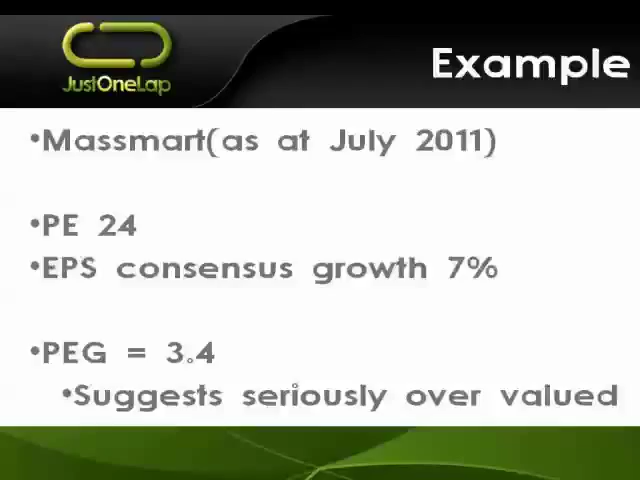 JustOneLap
Example
•Massmart(as at July 2011)
•PE 24
•EPS consensus growth 7%
•PEG = 3.4
•Suggests seriously over valued